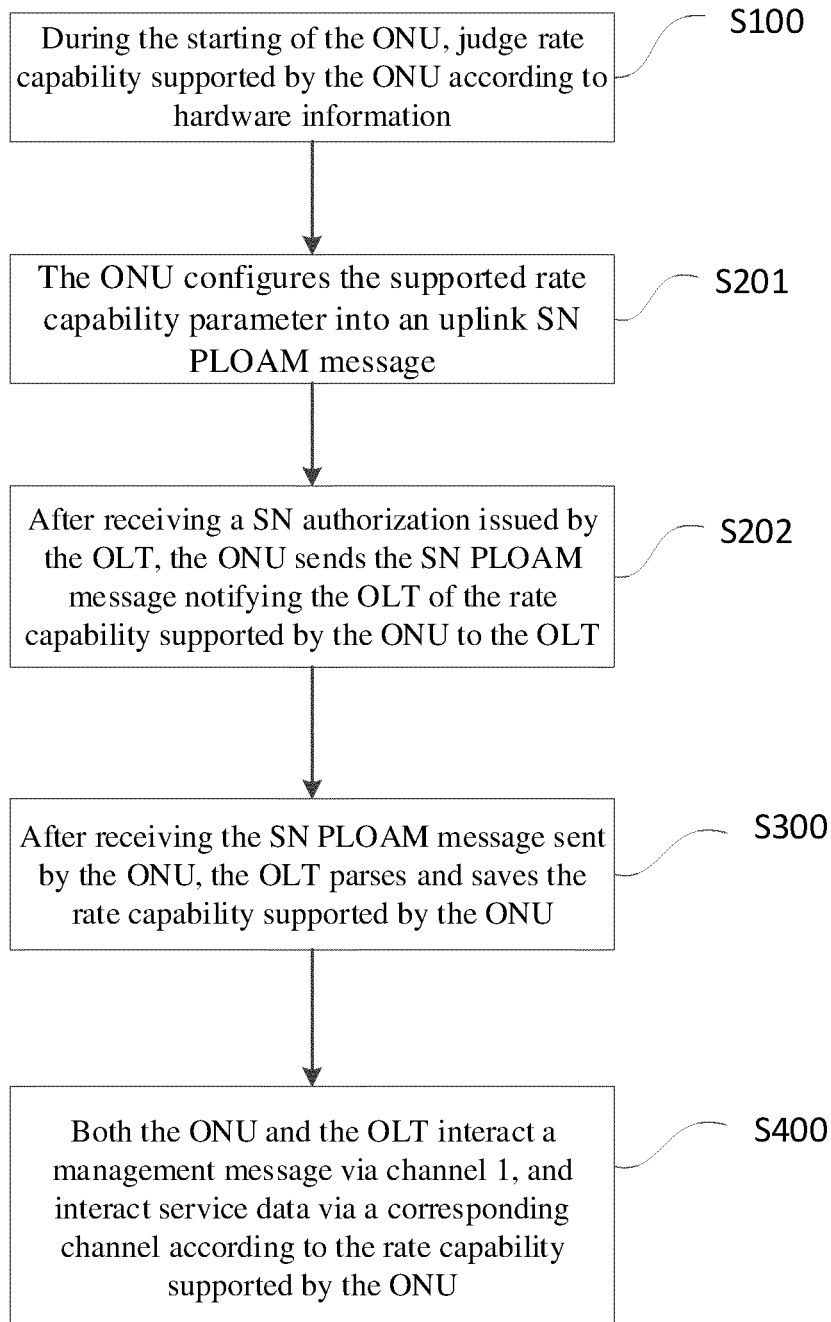 During the starting of the ONU, judge rate
capability supported by the ONU according to
hardware information
S100
The ONU configures the supported rate
capability parameter into an uplink SN
PLOAM message
S201
After receiving a SN authorization issued by
the OLT, the ONU sends the SN PLOAM
message notifying the OLT of the rate
capability supported by the ONU to the OLT
S202
After receiving the SN PLOAM message sent
by the ONU, the OLT parses and saves the
rate capability supported by the ONU
S300
Both the ONU and the OLT interact a
management message via channel 1, and
interact service data via a corresponding
channel according to the rate capability
supported by the ONU
S400